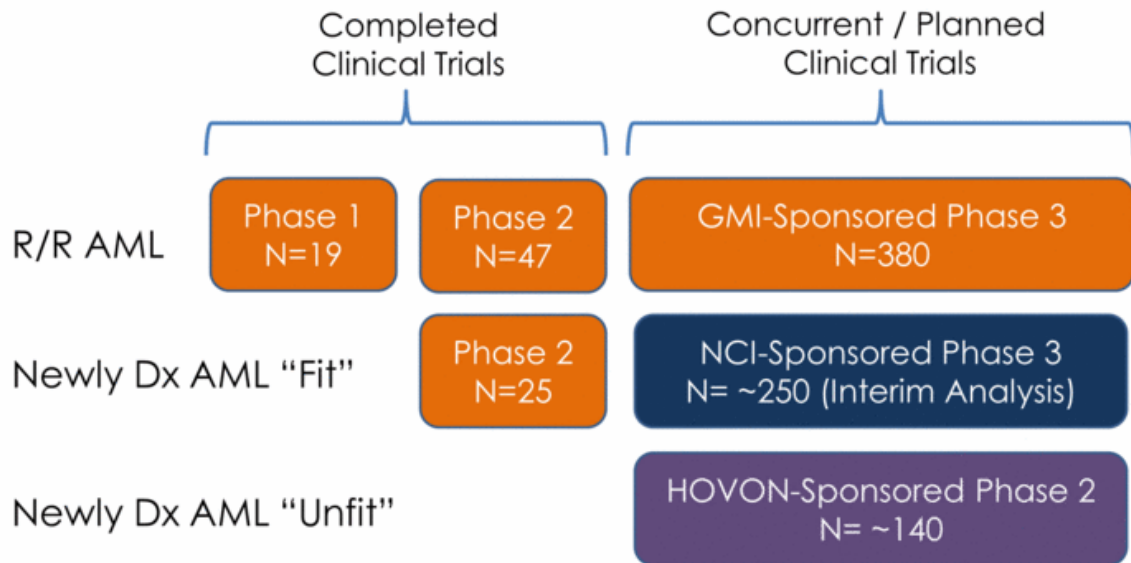 Completed
Clinical Trials
Concurrent / Planned
Clinical Trials
R/R AML
Phase 1
N=19
Phase 2
N=47
GMI-Sponsored Phase 3
N=380
Newly Dx AML “Fit”
Phase 2
N=25
NCI-Sponsored Phase 3
N= ~250 (Interim Analysis)
Newly Dx AML “Unfit”
HOVON-Sponsored Phase 2
N= ~140